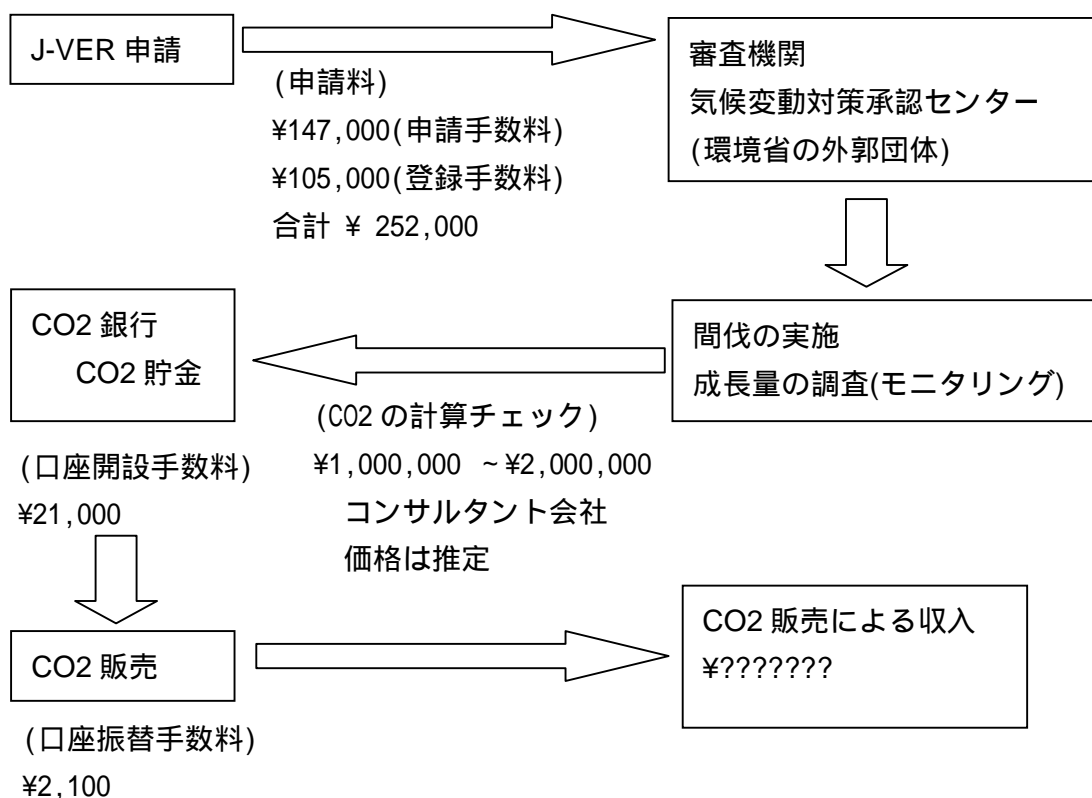 J-VER 申請
(申請料)
¥147,000(申請手数料)
¥105,000(登録手数料)
合計 ¥ 252,000
審査機関
気候変動対策承認センター
(環境省の外郭団体)
間伐の実施
成長量の調査(モニタリング)
(CO2 の計算チェック)
¥1,000,000 ~¥2,000,000
コンサルタント会社
価格は推定
CO2 銀行
CO2 貯金
(口座開設手数料)
¥21,000
CO2 販売
(口座振替手数料)
¥2,100
CO2 販売による収入
¥???????